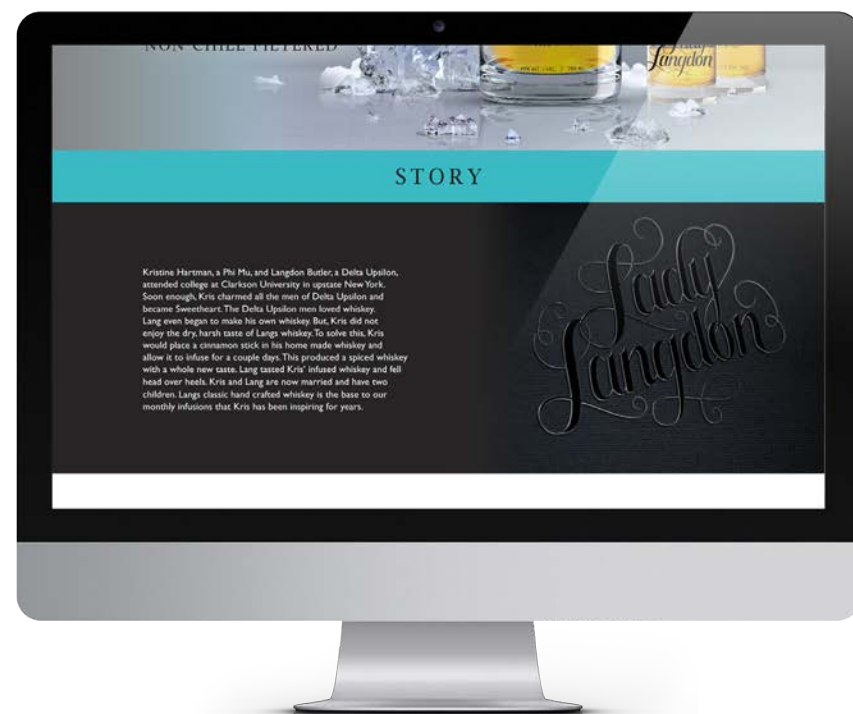 NON CHILL FILTERED
Lady
Langdon
STORY
Kristine Hartman, a Phi Mu, and Langdon Butler, a Delta Upsilon,
attended college at Clarkson University in upstate New York.
Soon enough, Kris charmed all the men of Delta Upsilon and
became Sweetheart. The Delta Upsilon men loved whiskey.
Lang even began to make his own whiskey. But, Kris did not
enjoy the dry, harsh taste of Langs whiskey. To solve this, Kris
would place a cinnamon stick in his home made whiskey and
allow it to infuse for a couple days. This produced a spiced whiskey
with a whole new taste. Lang tasted Kris' infused whiskey and fell
head over heels. Kris and Lang are now married and have two
children. Langs classic hand crafted whiskey is the base to our
monthly infusions that Kris has been inspiring for years.
Lady
Langdon